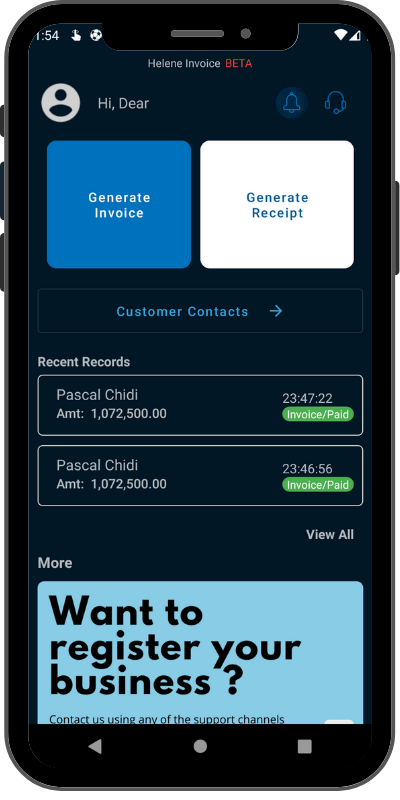 1:54
Helene Invoice BETA
Hi, Dear
Generate
Invoice
Generate
Receipt
Customer Contacts
Recent Records
Pascal Chidi
23:47:22
Amt: 1,072,500.00
Invoice/Paid
Pascal Chidi
23:46:56
Amt: 1,072,500.00
Invoice/Paid
View All
More
Want to
register your
business ?
Contact us using any of the support channels